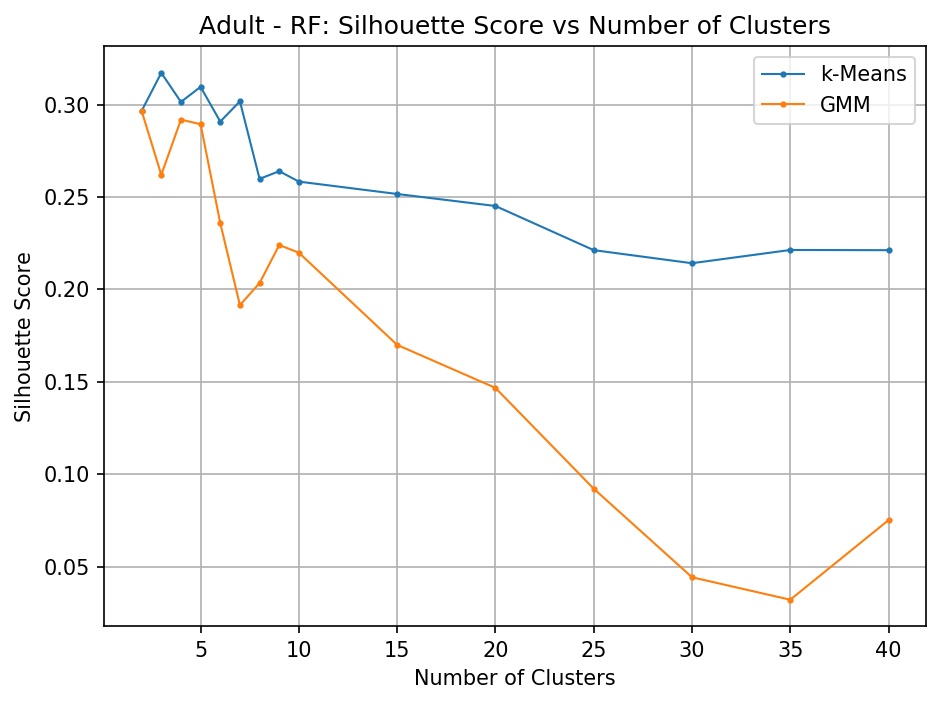 Adult - RF: Silhouette Score vs Number of Clusters
k-Means
GMM
Silhouette Score
0.30
0.25
0.20
0.15
0.10
0.05
5 10 15 20 25 30 35 40
Number of Clusters